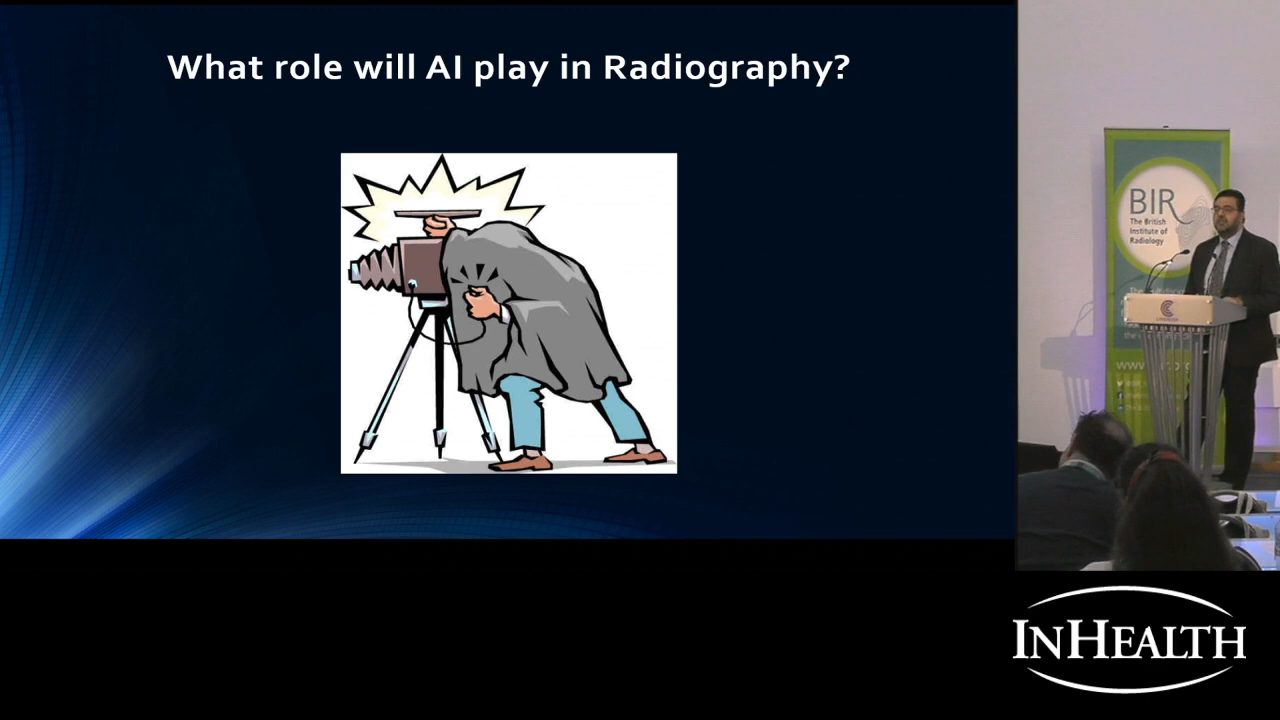 What role will AI play in Radiography?
BIR
The British
Institute of
Radiology
INHEALTH